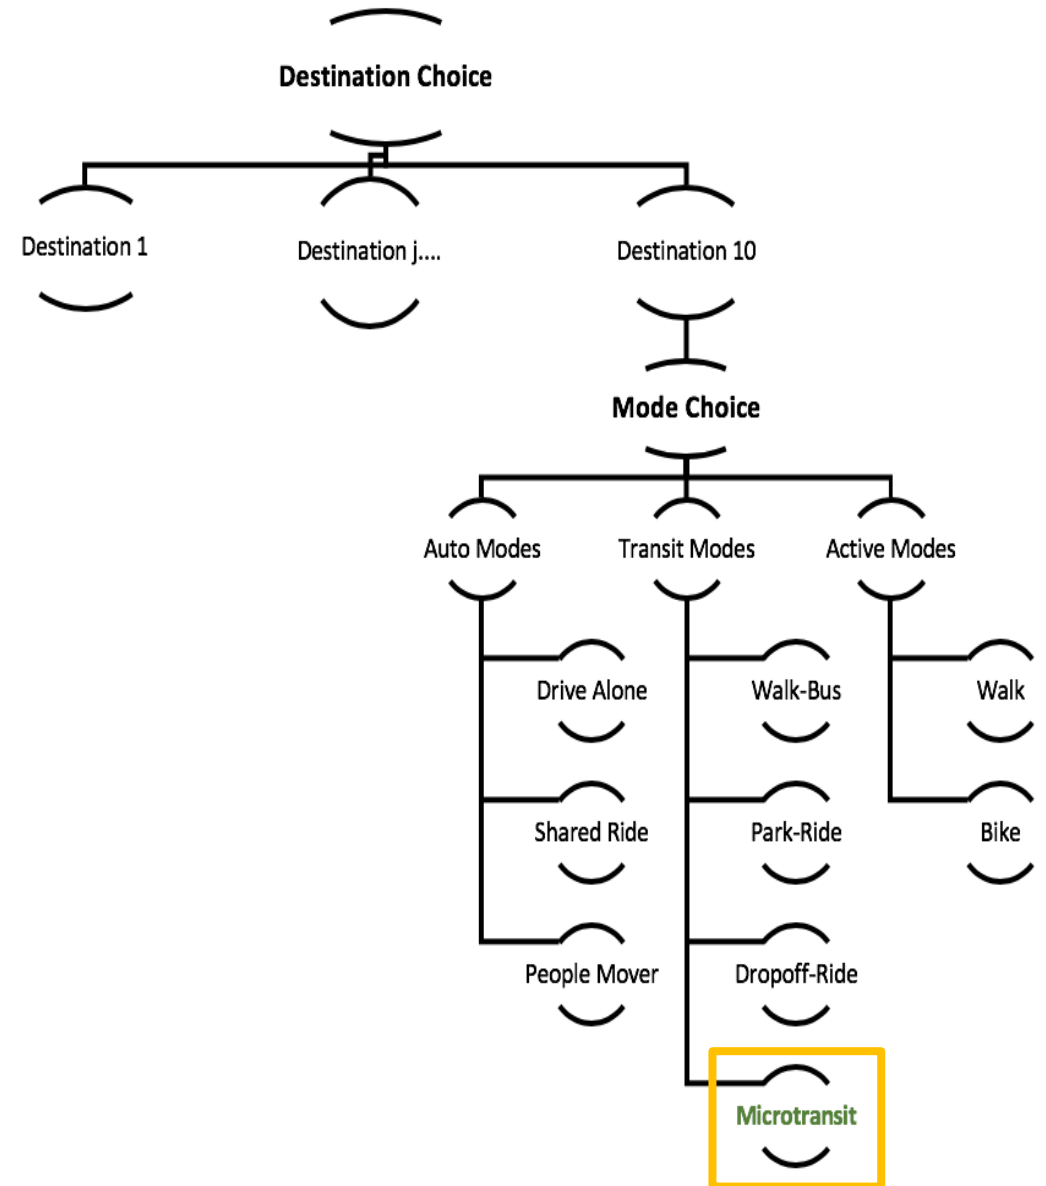 Destination Choice
Destination 1
Destination j....
Destination 10
Mode Choice
Auto Modes
Transit Modes
Active Modes
Drive Alone
Walk-Bus
Walk
Shared Ride
Park-Ride
Bike
People Mover
Dropoff-Ride
Microtransit